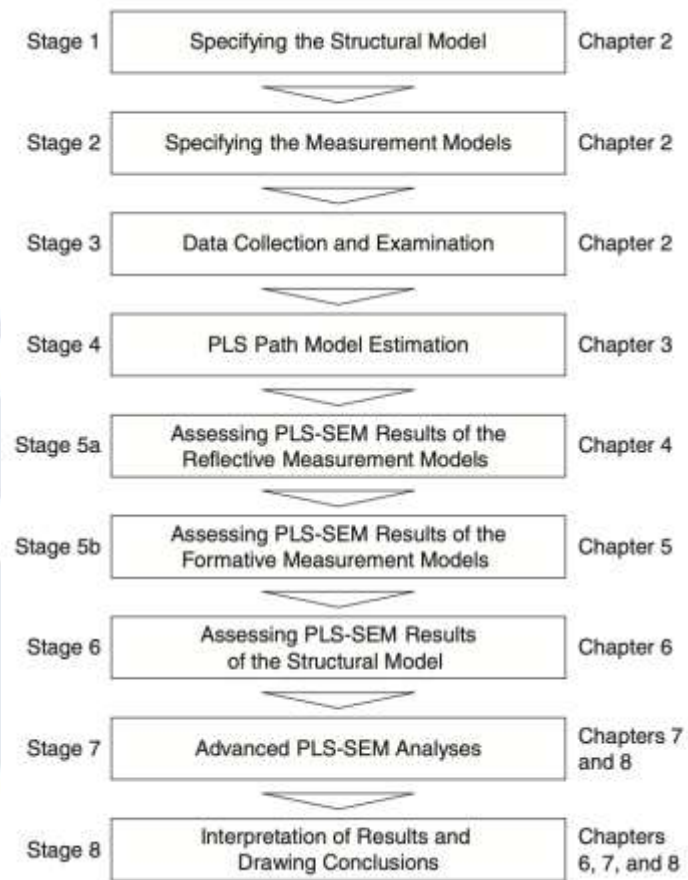 Stage 1 Specifying the Structural Model Chapter 2
Stage 2 Specifying the Measurement Models Chapter 2
Stage 3 Data Collection and Examination Chapter 2
Stage 4 PLS Path Model Estimation Chapter 3
Stage 5a Assessing PLS-SEM Results of the
Reflective Measurement Models Chapter 4
Stage 5b Assessing PLS-SEM Results of the
Formative Measurement Models Chapter 5
Stage 6 Assessing PLS-SEM Results
of the Structural Model Chapter 6
Stage 7 Advanced PLS-SEM Analyses Chapters 7
and 8
Stage 8 Interpretation of Results and
Drawing Conclusions Chapters
6, 7, and 8